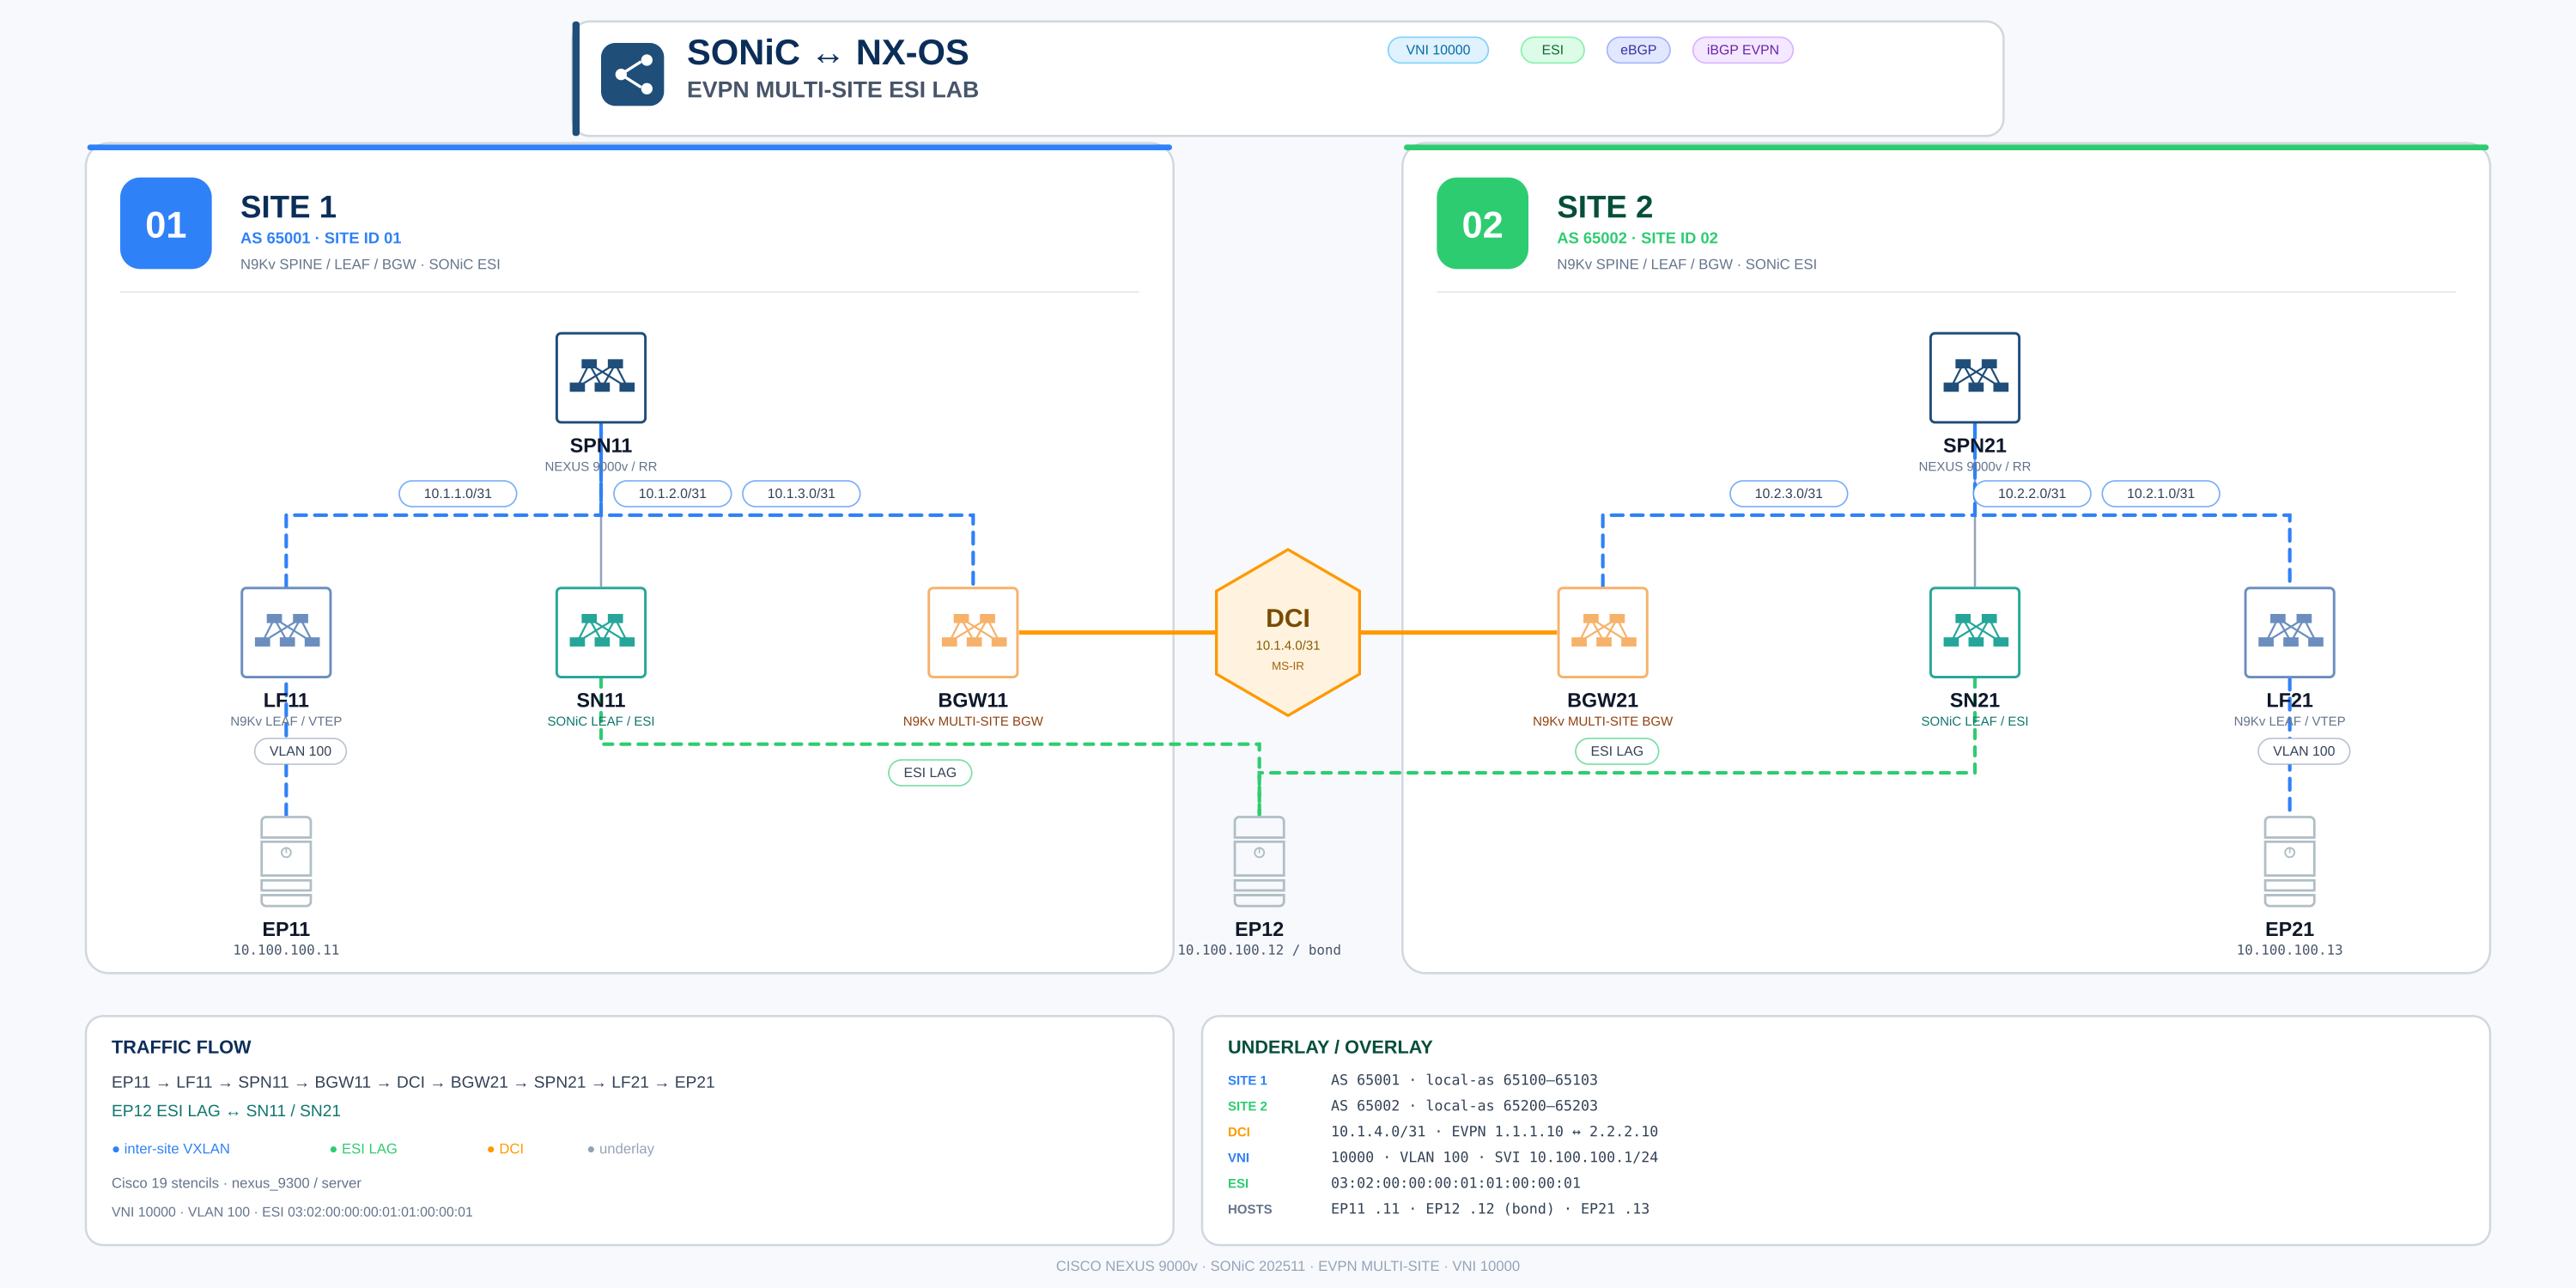 SONiC ↔ NX-OS
EVPN MULTI-SITE ESI LAB
VNI 10000
ESI
eBGP
iBGP EVPN
01
SITE 1
AS 65001 · SITE ID 01
N9Kv SPINE / LEAF / BGW · SONiC ESI
02
SITE 2
AS 65002 · SITE ID 02
N9Kv SPINE / LEAF / BGW · SONiC ESI
SPN11
NEXUS 9000v / RR
10.1.1.0/31
10.1.2.0/31
10.1.3.0/31
SPN21
NEXUS 9000v / RR
10.2.3.0/31
10.2.2.0/31
10.2.1.0/31
DCI
10.1.4.0/31
MS-IR
LF11
N9Kv LEAF / VTEP
VLAN 100
SN11
SONiC LEAF / ESI
BGW11
N9Kv MULTI-SITE BGW
ESI LAG
BGW21
N9Kv MULTI-SITE BGW
ESI LAG
SN21
SONiC LEAF / ESI
LF21
N9Kv LEAF / VTEP
VLAN 100
EP11
10.100.100.11
EP12
10.100.100.12 / bond
EP21
10.100.100.13
TRAFFIC FLOW
EP11 → LF11 → SPN11 → BGW11 → DCI → BGW21 → SPN21 → LF21 → EP21
EP12 ESI LAG ↔ SN11 / SN21
● inter-site VXLAN
● ESI LAG
● DCI
● underlay
Cisco 19 stencils · nexus_9300 / server
VNI 10000 · VLAN 100 · ESI 03:02:00:00:00:01:01:00:00:01
UNDERLAY / OVERLAY
SITE 1 AS 65001 · local-as 65100–65103
SITE 2 AS 65002 · local-as 65200–65203
DCI 10.1.4.0/31 · EVPN 1.1.1.10 ↔ 2.2.2.10
VNI 10000 · VLAN 100 · SVI 10.100.100.1/24
ESI 03:02:00:00:00:01:01:00:00:01
HOSTS EP11 .11 · EP12 .12 (bond) · EP21 .13
CISCO NEXUS 9000v · SONiC 202511 · EVPN MULTI-SITE · VNI 10000